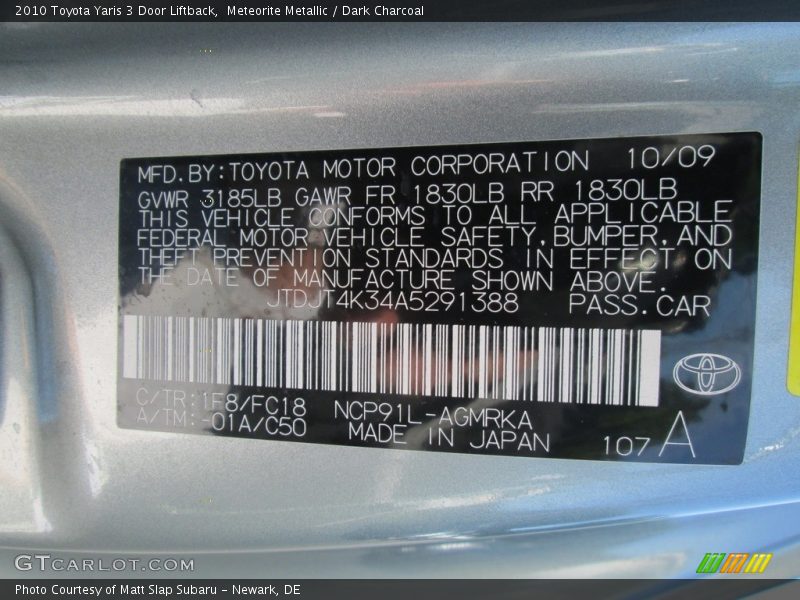 2010 Toyota Yaris 3 Door Liftback,  Meteorite Metallic / Dark Charcoal
MFD.BY:TOYOTA MOTOR CORPORATION 10/09
GVWR 3185LB GAWR FR 1830LB RR 1830LB
THIS VEHICLE CONFORMS TO ALL APPLICABLE
FEDERAL MOTOR VEHICLE SAFETY,BUMPER,AND
THEFT PREVENTION STANDARDS IN EFFECT ON
THE DATE OF MANUFACTURE SHOWN ABOVE.
JTDJT4K34A5291388 PASS.CAR
C/TR:1F8/FC18 NCP91L-AGMRKA
A/TM:-01A/C50 MADE IN JAPAN 107 A
GTCARLOT.COM
Photo Courtesy of Matt Slap Subaru - Newark, DE